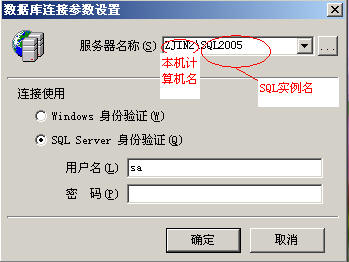 数据库连接参数设置
服务器名称(S) ZJIN2\SQL2005 ...
本机计算机名
SQL实例名
连接使用
Windows 身份验证(W)
SQL Server 身份验证(Q)
用户名(L) sa
密 码(P)
确定 取消